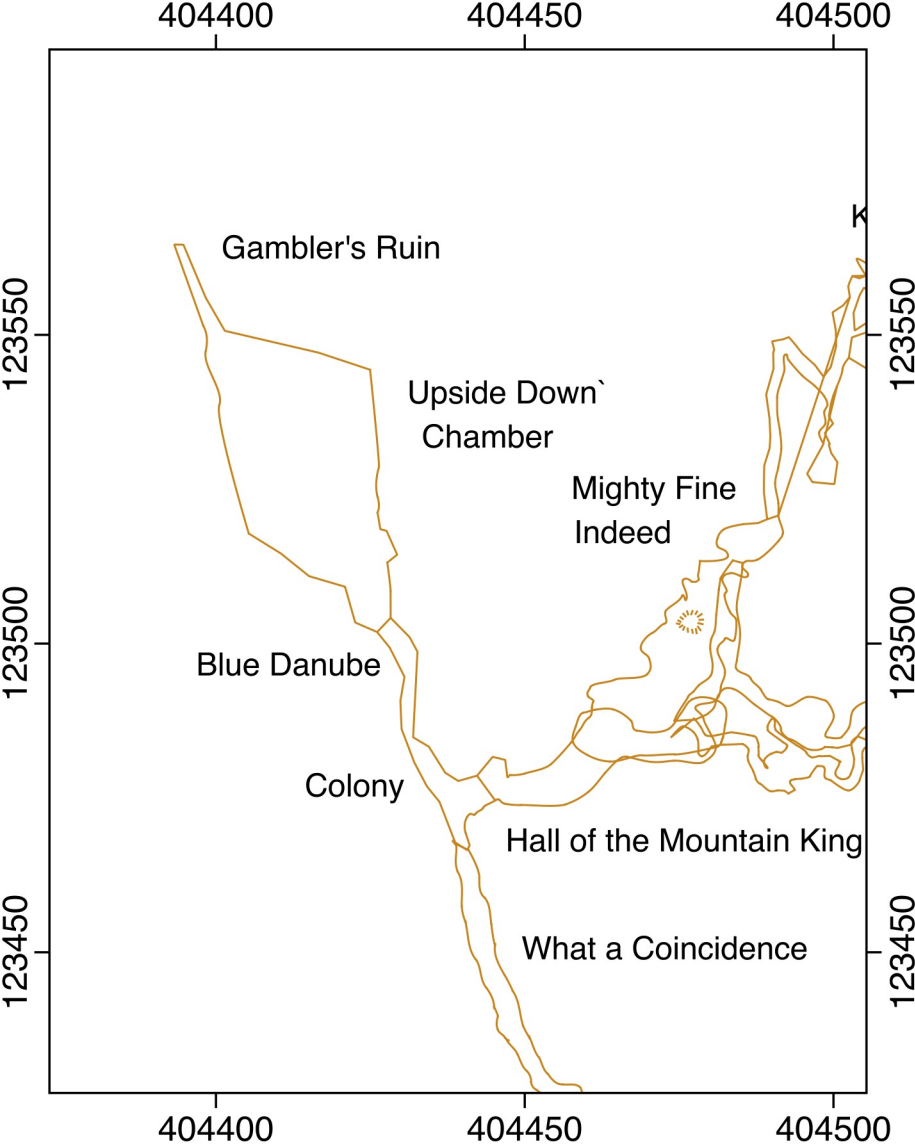 404400 404450 404500
K
Gambler's Ruin
123550
123550
Upside Down`
Chamber
Mighty Fine
Indeed
123500
123500
Blue Danube
Colony
Hall of the Mountain King
What a Coincidence
123450
123450
404400 404450 404500